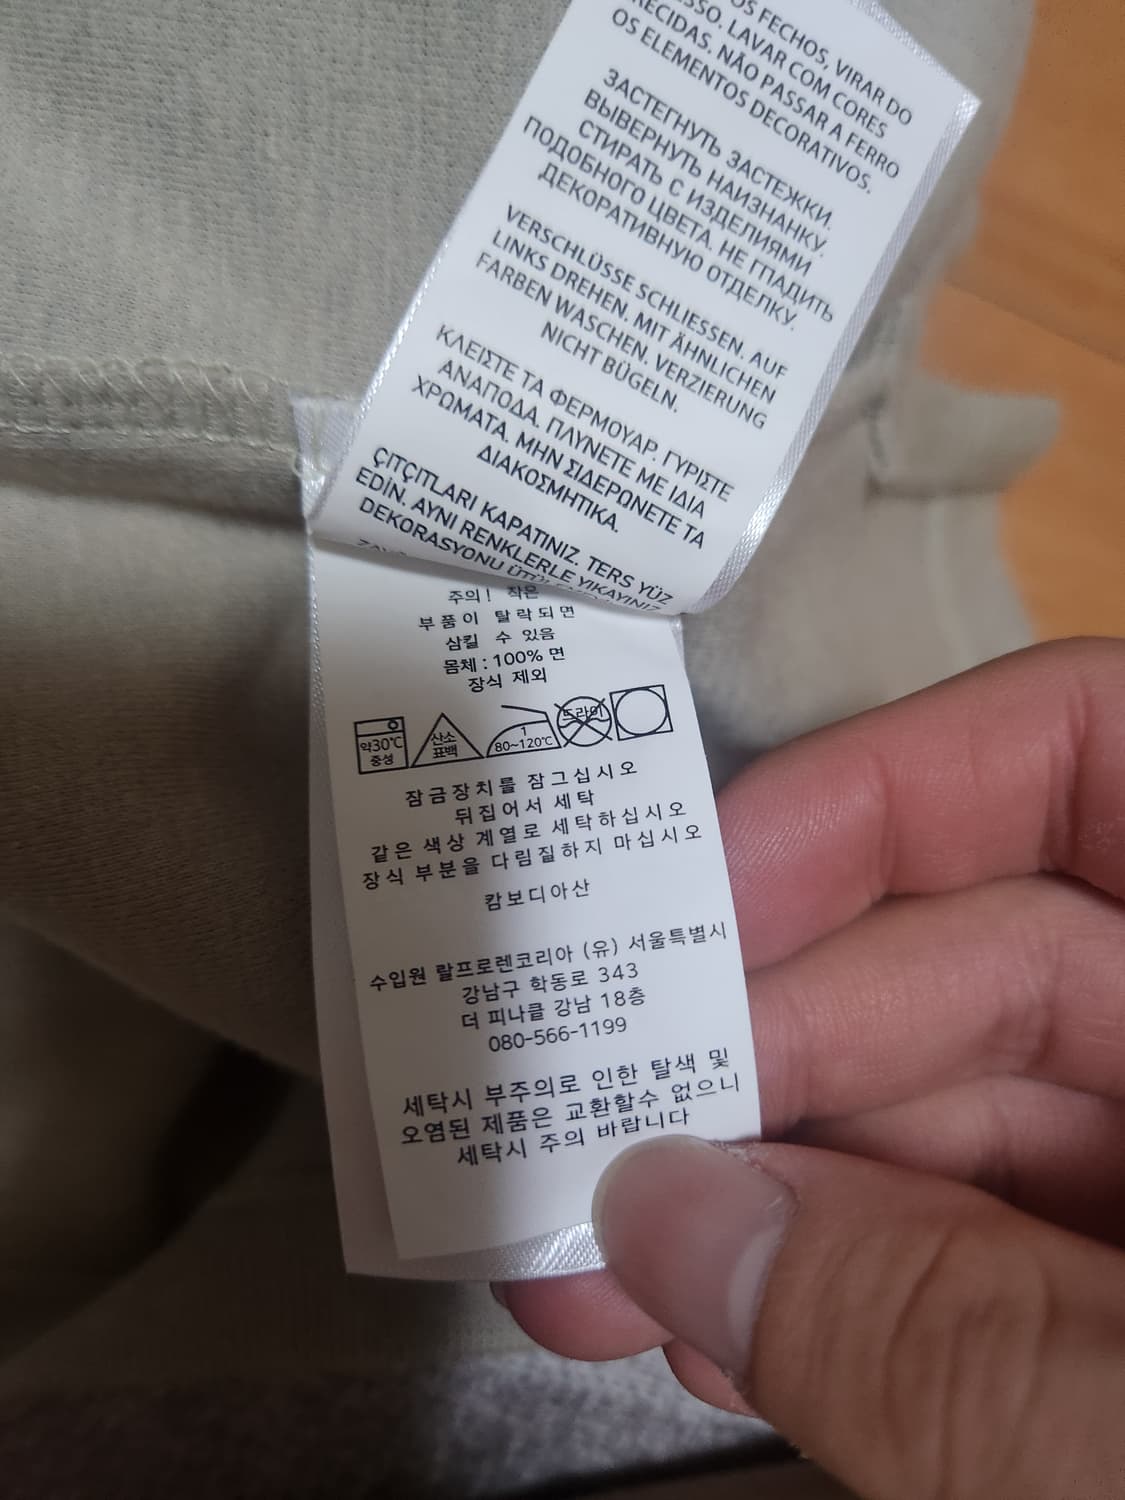 OS FECHOS, VIRAR DO
LAVAR COM CORES
NÃO PASSAR A FERRO
OS ELEMENTOS DECORATIVOS.
ЗАСТЕГНУТЬ ЗАСТЕЖКИ.
ВЫВЕРНУТЬ НАИЗНАНКУ.
СТИРАТЬ С ИЗДЕЛИЯМИ
ПОДОБНОГО ЦВЕТА. НЕ ГЛАДИТЬ
ДЕКОРАТИВНУЮ ОТДЕЛКУ.
VERSCHLÜSSE SCHLIESSEN. AUF
LINKS DREHEN. MIT ÄHNLICHEN
FARBEN WASCHEN. VERZIERUNG
NICHT BÜGELN.
ΚΛΕΙΣΤΕ ΤΑ ΦΕΡΜΟΥΑΡ. ΓΥΡΙΣΤΕ
ΑΝΑΠΟΔΑ. ΠΛΥΝΕΤΕ ΜΕ ΙΔΙΑ
ΧΡΩΜΑΤΑ. ΜΗΝ ΣΙΔΕΡΩΝΕΤΕ ΤΑ
ΔΙΑΚΟΣΜΗΤΙΚΑ.
ÇITÇITLARI KAPATINIZ. TERS YÜZ
EDİN. AYNI RENKLERLE YIKAYINIZ
DEKORASYONU
주의! 작은
부품이 탈락되면
삼킬 수 있음
몸체 : 100% 면
장식 제외
약30℃
중성
산소
표백
1
80~120℃
드라이
잠금장치를 잠그십시오
뒤집어서 세탁
같은 색상 계열로 세탁하십시오
장식 부분을 다림질하지 마십시오
캄보디아산
수입원 랄프로렌코리아 (유) 서울특별시
강남구 학동로 343
더 피나클 강남 18층
080-566-1199
세탁시 부주의로 인한 탈색 및
오염된 제품은 교환할수 없으니
세탁시 주의 바랍니다